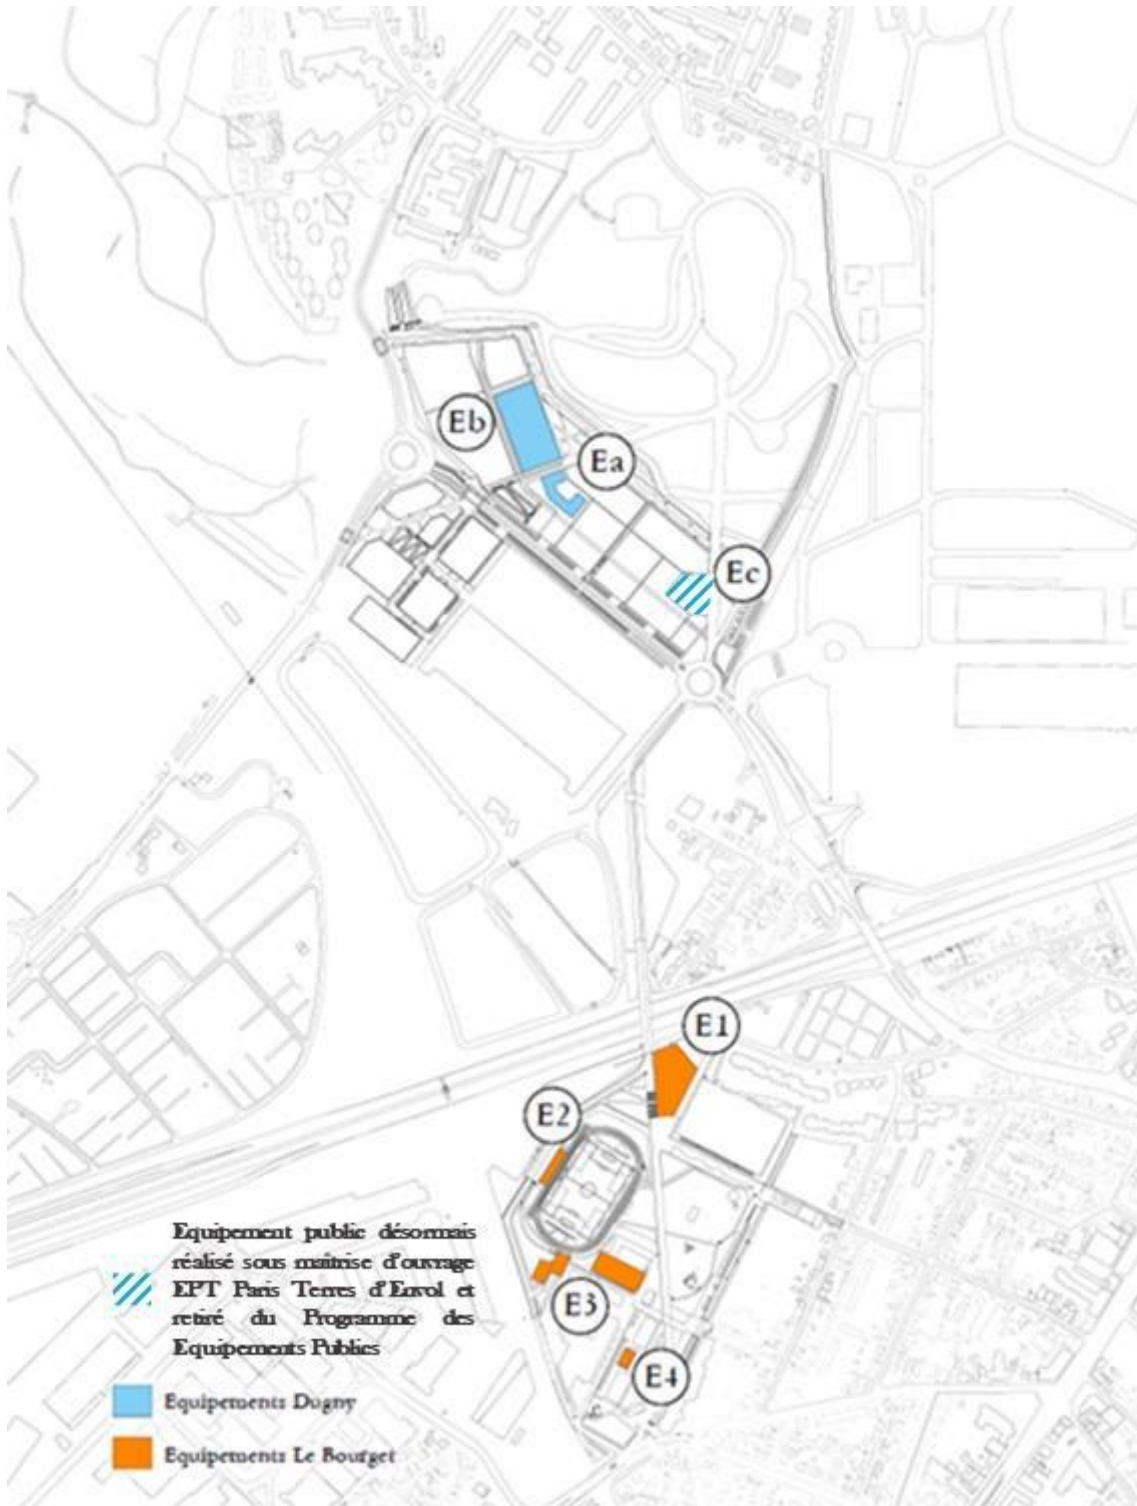 Eb
Ea
Ec
E1
E2
E3
E4
Equipement public désormais
réalisé sous maîtrise d'ouvrage
EPT Paris Terres d'Envol et
retiré du Programme des
Equipements Publics
Equipements Dugny
Equipements Le Bourget